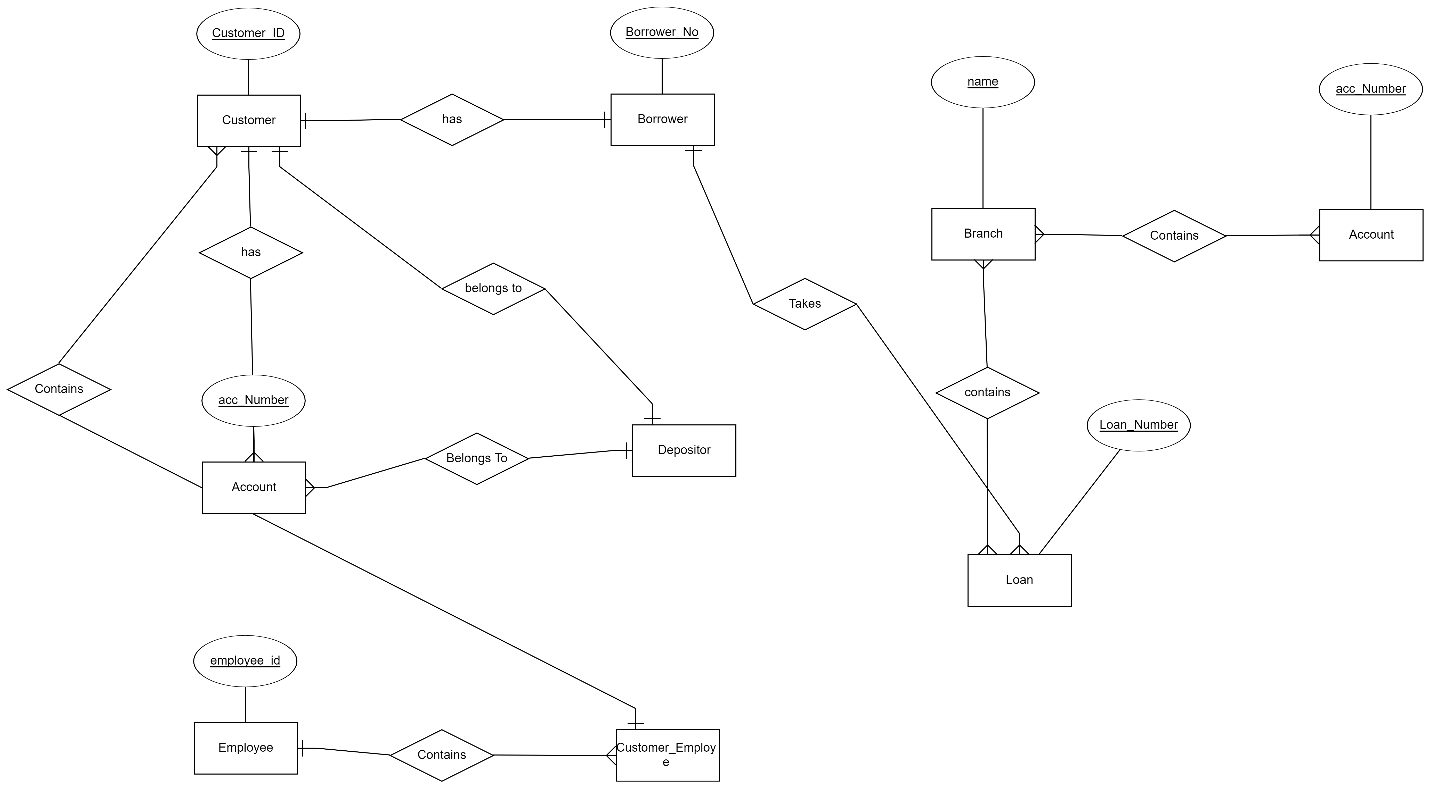 Customer_ID
Borrower_No
name
acc_Number
Customer
has
Borrower
Branch
Contains
Account
has
belongs to
Takes
Contains
acc_Number
contains
Loan_Number
Belongs To
Depositor
Account
Loan
employee_id
Employee
Contains
Customer_Employ
e